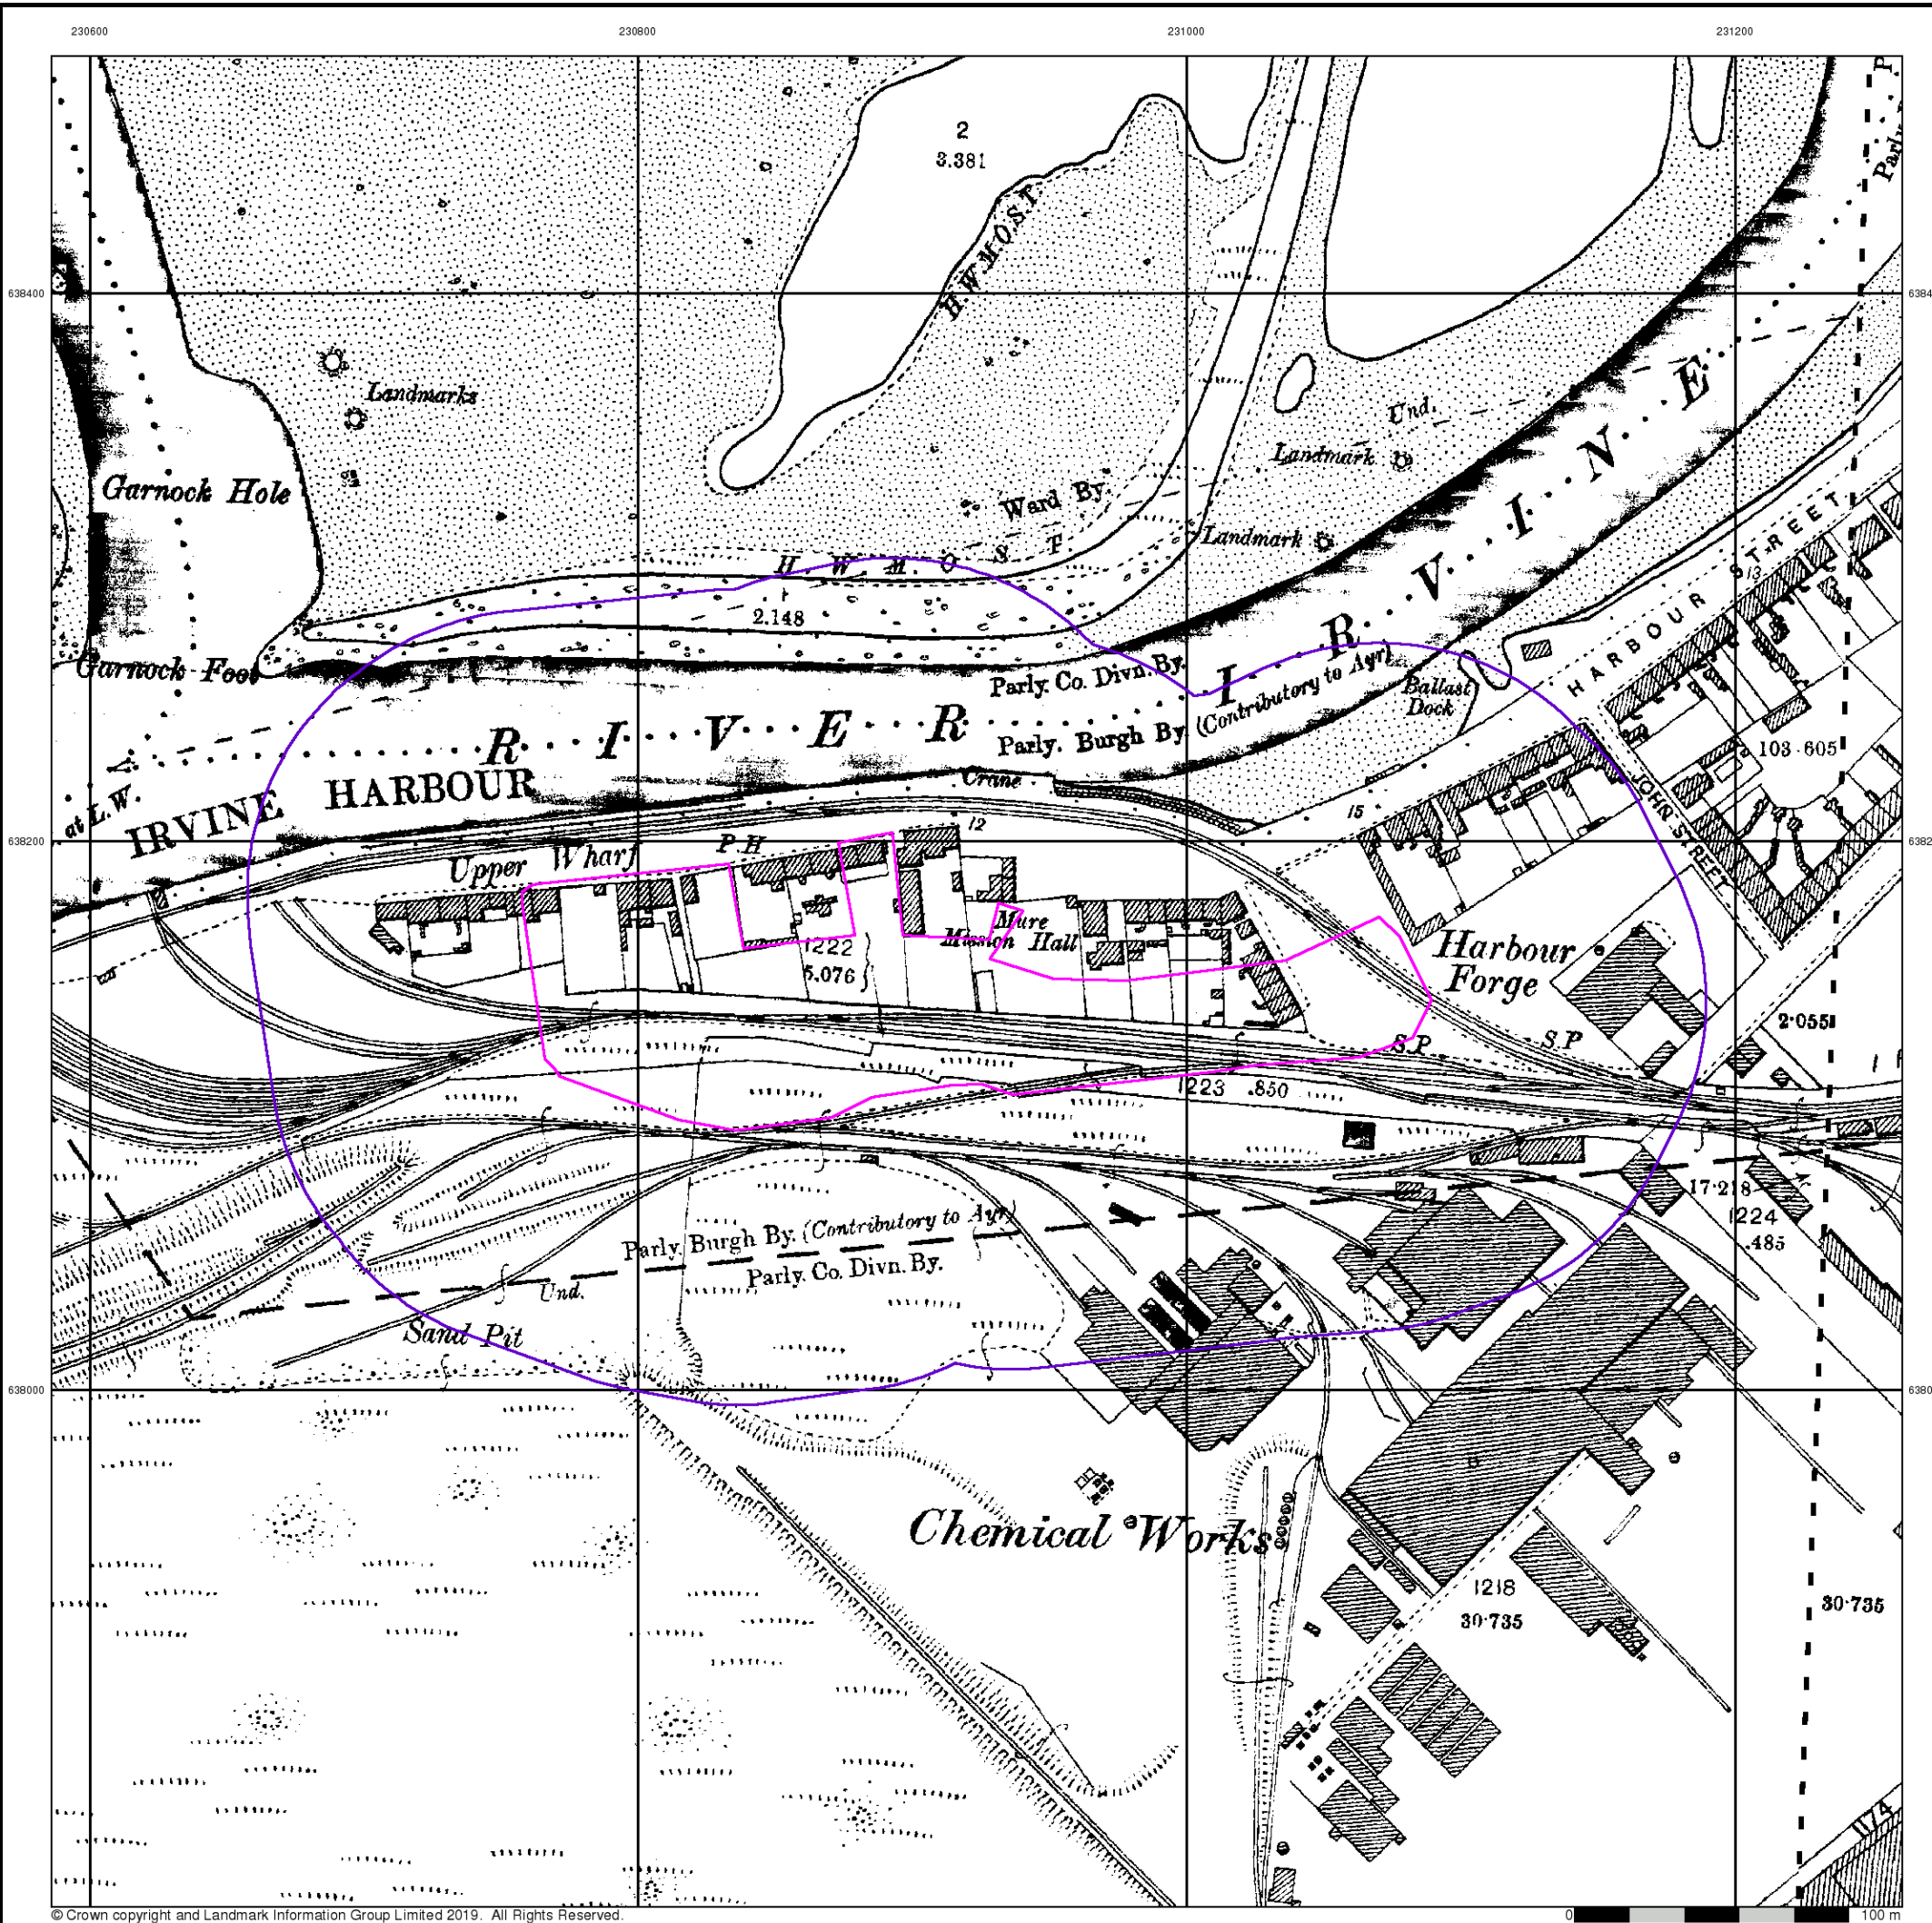 230600
230800
231000
231200
P
Parly
2
3.381
H.W.M.O.S.T.
638400
6384
Landmarks
Und.
Landmark
Garnock Hole
Ward By.
Landmark
HARBOUR STREET
13
H. W. M. O S T
2.148
Garnock Foot
Parly. Co. Divn. By.
RIVER IRVINE
Parly. Burgh By. (Contributory to Ayr)
Ballast
Dock
103.605
at L.W.
IRVINE HARBOUR
Crane
JOHN STREET
12
15
638200
6382
Upper Wharf
P.H
Mure
Mission Hall
1222
5.076
Harbour
Forge
2.055
S.P
S.P
1223 .850
17.218
1224
.485
Parly. Burgh By. (Contributory to Ayr)
Parly. Co. Divn. By.
Und.
Sand Pit
638000
6380
Chemical Works
1218
30.735
30.735
1174
© Crown copyright and Landmark Information Group Limited 2019. All Rights Reserved.
0 100 m